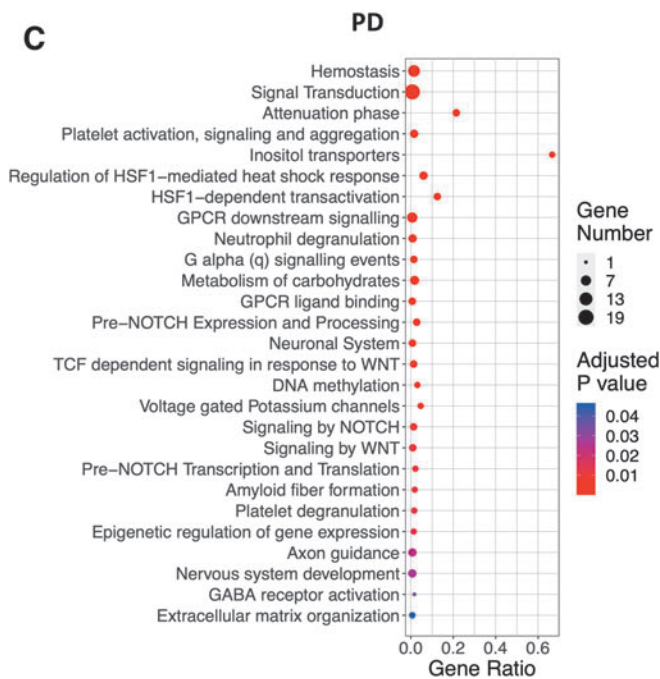 C
PD
Hemostasis
Signal Transduction
Attenuation phase
Platelet activation, signaling and aggregation
Inositol transporters
Regulation of HSF1−mediated heat shock response
HSF1−dependent transactivation
GPCR downstream signalling
Neutrophil degranulation
G alpha (q) signalling events
Metabolism of carbohydrates
GPCR ligand binding
Pre−NOTCH Expression and Processing
Neuronal System
TCF dependent signaling in response to WNT
DNA methylation
Voltage gated Potassium channels
Signaling by NOTCH
Signaling by WNT
Pre−NOTCH Transcription and Translation
Amyloid fiber formation
Platelet degranulation
Epigenetic regulation of gene expression
Axon guidance
Nervous system development
GABA receptor activation
Extracellular matrix organization
0.0 0.2 0.4 0.6
Gene Ratio
Gene
Number
1
7
13
19
Adjusted
P value
0.04
0.03
0.02
0.01